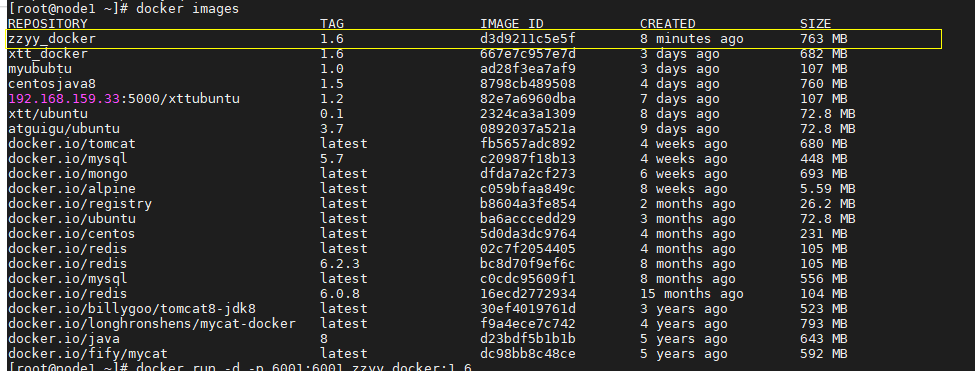 [root@node1 ~]# docker images
REPOSITORY TAG IMAGE ID CREATED SIZE
zzyy_docker 1.6 d3d9211c5e5f 8 minutes ago 763 MB
xtt_docker 1.6 667e7c957e7d 3 days ago 682 MB
myububtu 1.0 ad28f3ea7af9 3 days ago 107 MB
centosjava8 1.5 8798cb489508 4 days ago 760 MB
192.168.159.33:5000/xttubuntu 1.2 82e7a6960dba 7 days ago 107 MB
xtt/ubuntu 0.1 2324ca3a1309 8 days ago 72.8 MB
atguigu/ubuntu 3.7 0892037a521a 9 days ago 72.8 MB
docker.io/tomcat latest fb5657adc892 4 weeks ago 680 MB
docker.io/mysql 5.7 c20987f18b13 4 weeks ago 448 MB
docker.io/mongo latest dfda7a2cf273 6 weeks ago 693 MB
docker.io/alpine latest c059bfaa849c 8 weeks ago 5.59 MB
docker.io/registry latest b8604a3fe854 2 months ago 26.2 MB
docker.io/ubuntu latest ba6acccedd29 3 months ago 72.8 MB
docker.io/centos latest 5d0da3dc9764 4 months ago 231 MB
docker.io/redis latest 02c7f2054405 4 months ago 105 MB
docker.io/redis 6.2.3 bc8d70f9ef6c 8 months ago 105 MB
docker.io/mysql latest c0cdc95609f1 8 months ago 556 MB
docker.io/redis 6.0.8 16ecd2772934 15 months ago 104 MB
docker.io/billygoo/tomcat8-jdk8 latest 30ef4019761d 3 years ago 523 MB
docker.io/longhronshens/mycat-docker latest f9a4ece7c742 4 years ago 793 MB
docker.io/java 8 d23bdf5b1b1b 5 years ago 643 MB
docker.io/fify/mycat latest dc98bb8c48ce 5 years ago 592 MB
[root@node1 ~]# docker run -d -p 6001:6001 zzyy_docker:1.6